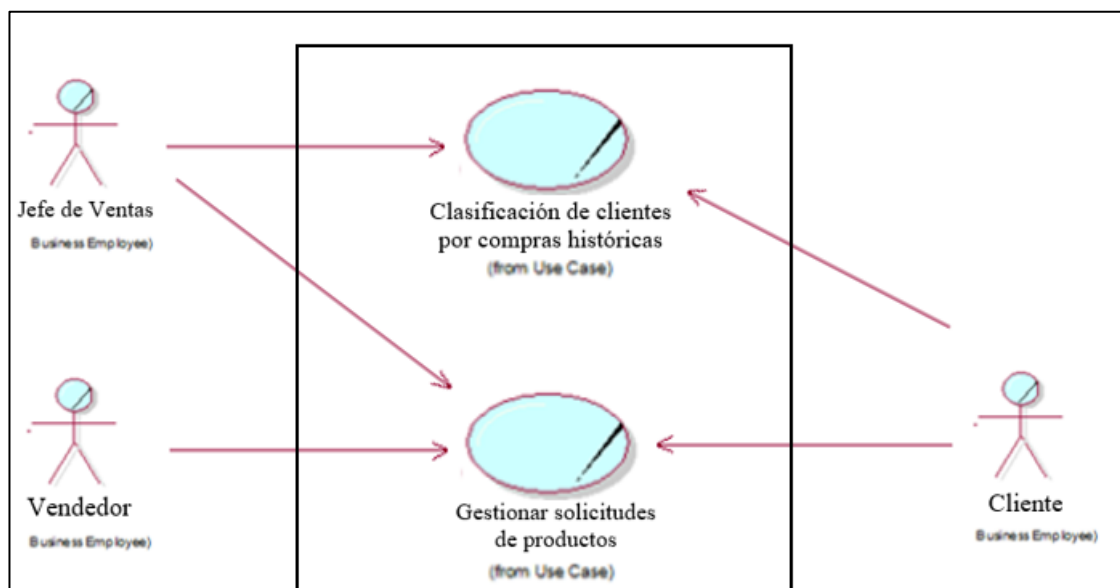 Jefe de Ventas
Business Employee)
Clasificación de clientes
por compras históricas
(from Use Case)
Vendedor
Business Employee)
Gestionar solicitudes
de productos
(from Use Case)
Cliente
Business Employee)